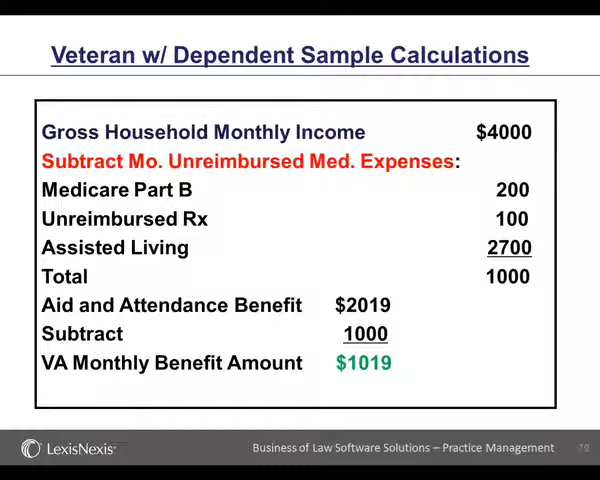 Veteran w/ Dependent Sample Calculations
Gross Household Monthly Income $4000
Subtract Mo. Unreimbursed Med. Expenses:
Medicare Part B 200
Unreimbursed Rx 100
Assisted Living 2700
Total 1000
Aid and Attendance Benefit $2019
Subtract 1000
VA Monthly Benefit Amount $1019
LexisNexis Business of Law Software Solutions – Practice Management 70